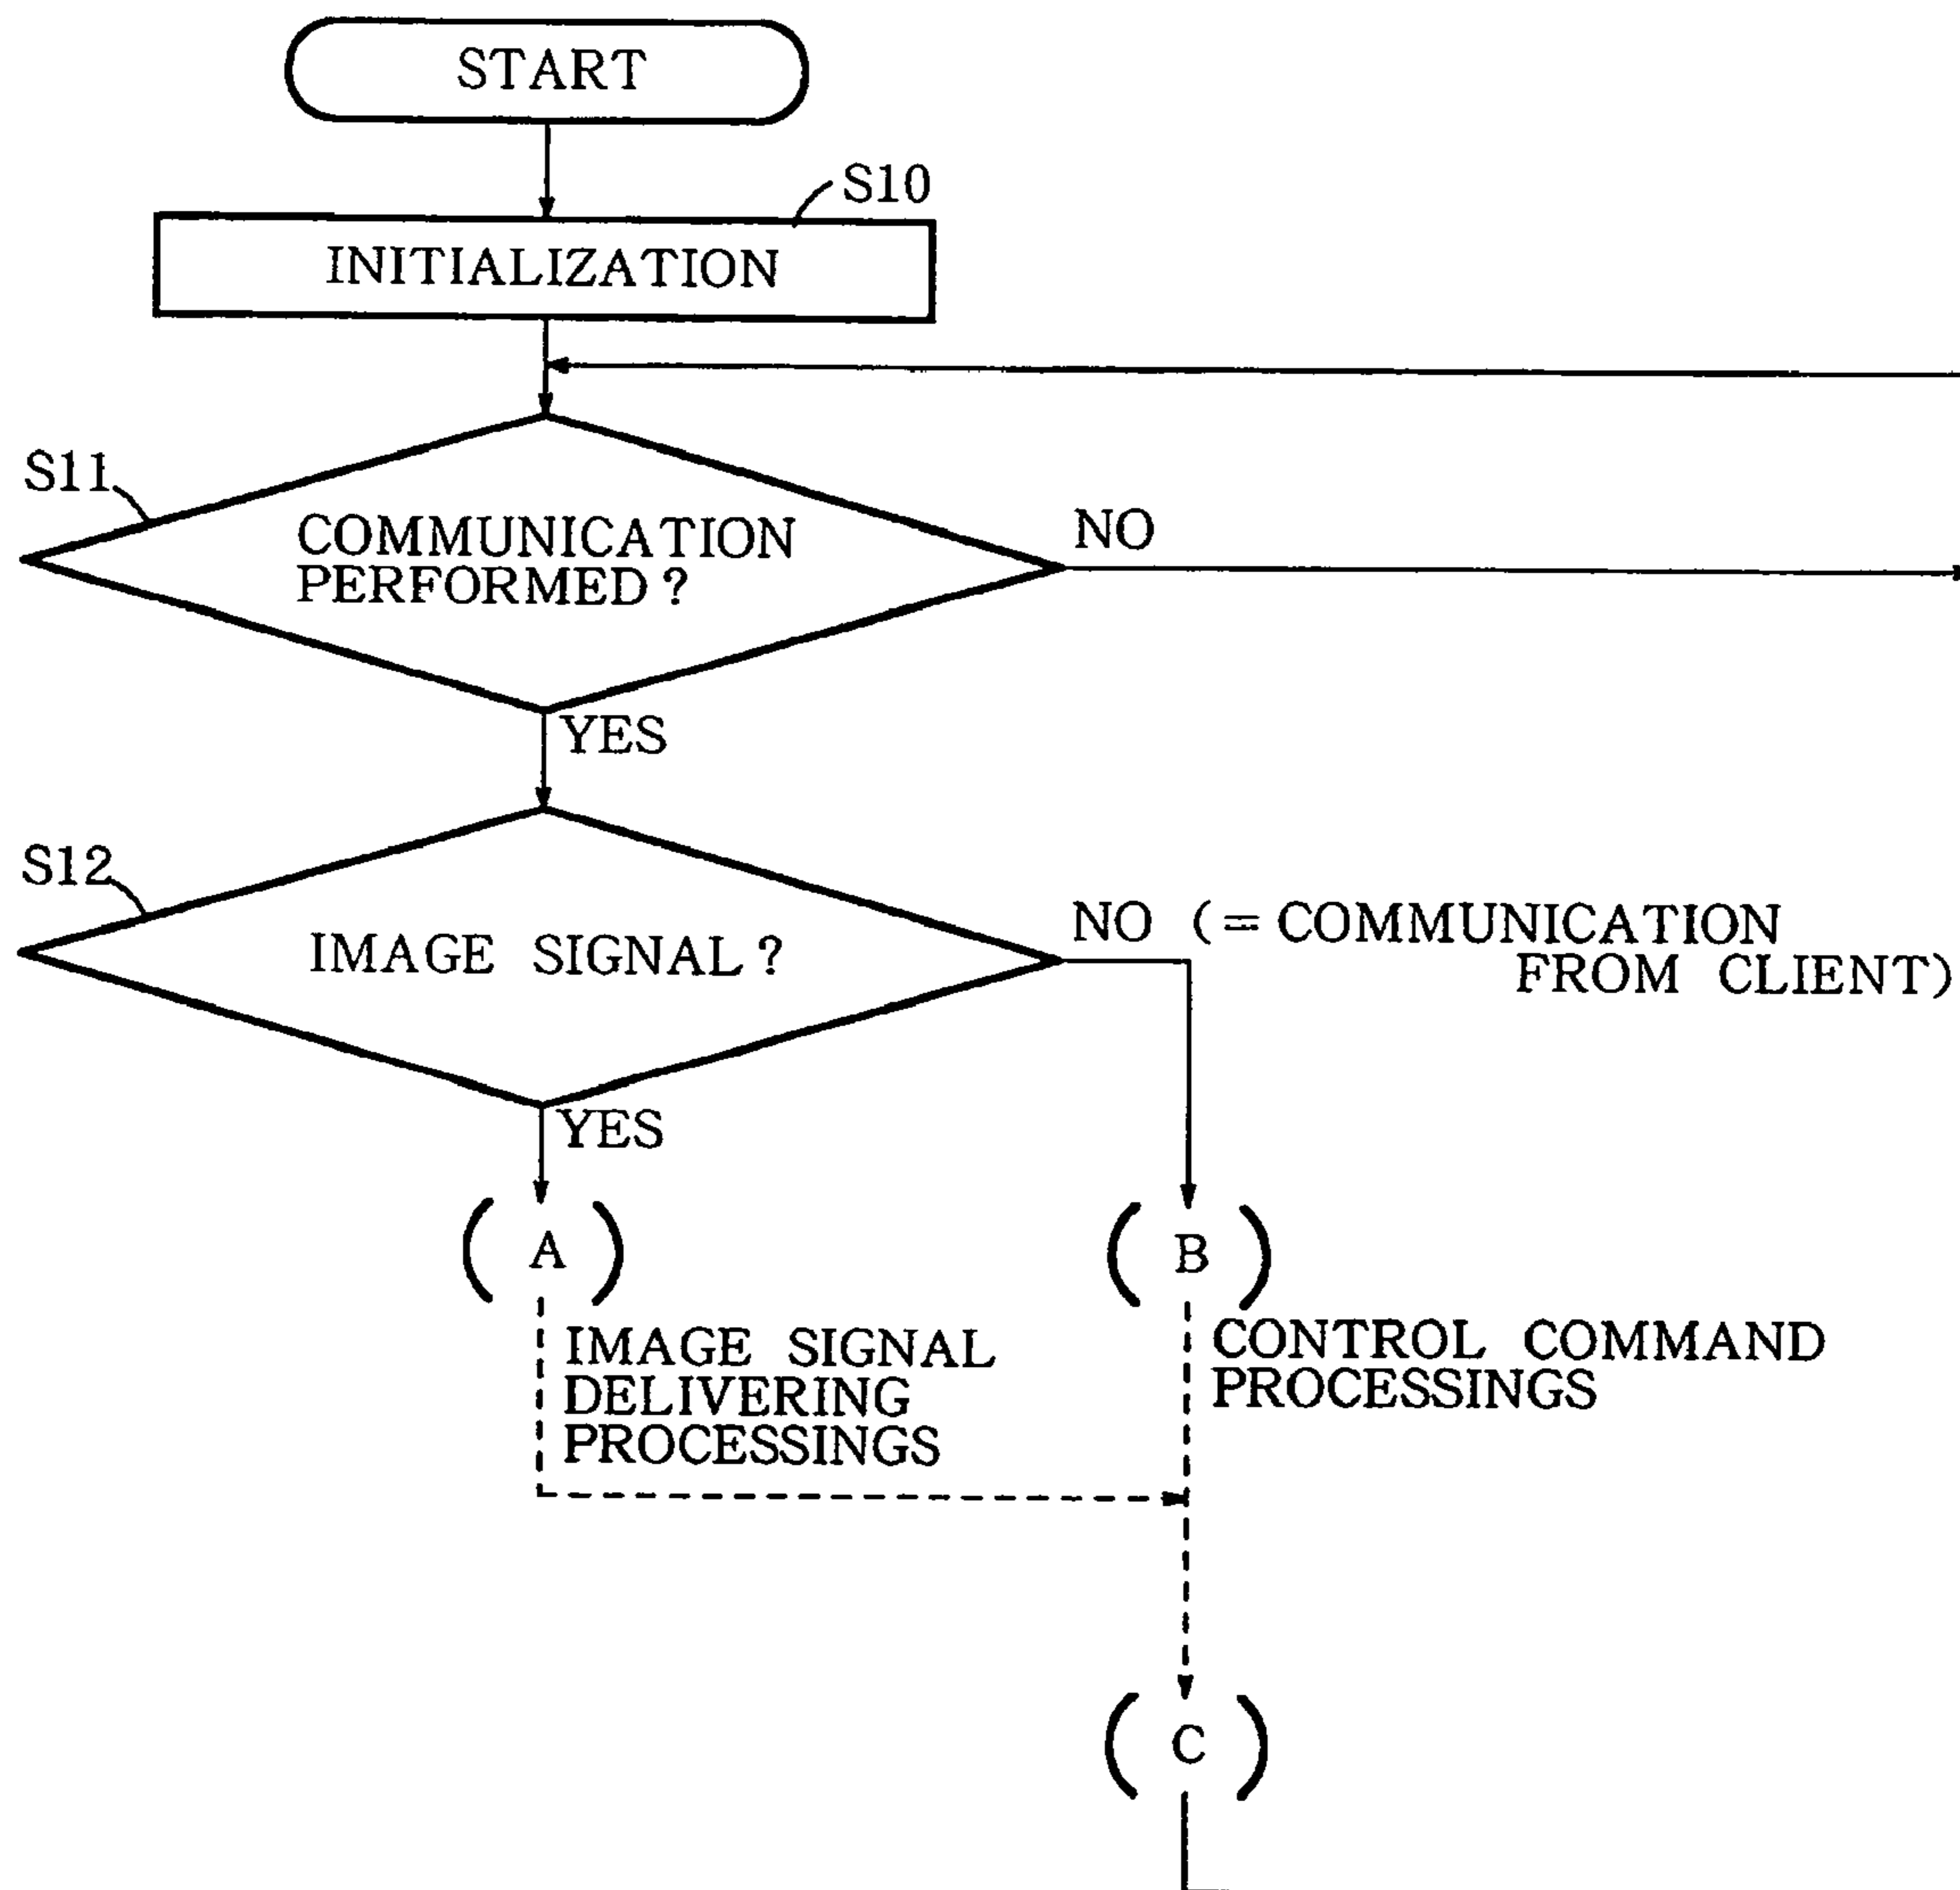 START
S10
INITIALIZATION
S11
COMMUNICATION
PERFORMED?
NO
YES
S12
IMAGE SIGNAL?
NO (=COMMUNICATION
FROM CLIENT)
YES
(A)
(B)
IMAGE SIGNAL
DELIVERING
PROCESSINGS
CONTROL COMMAND
PROCESSINGS
(C)